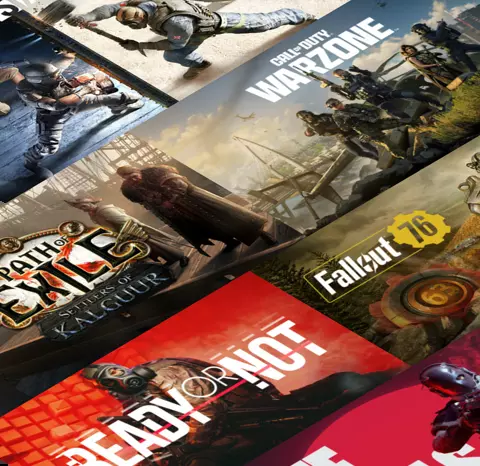 CALL OF DUTY
WARZONE
PATH OF
EXILE
SETTLERS OF
KALGUUR
Fallout
76
READY OR NOT